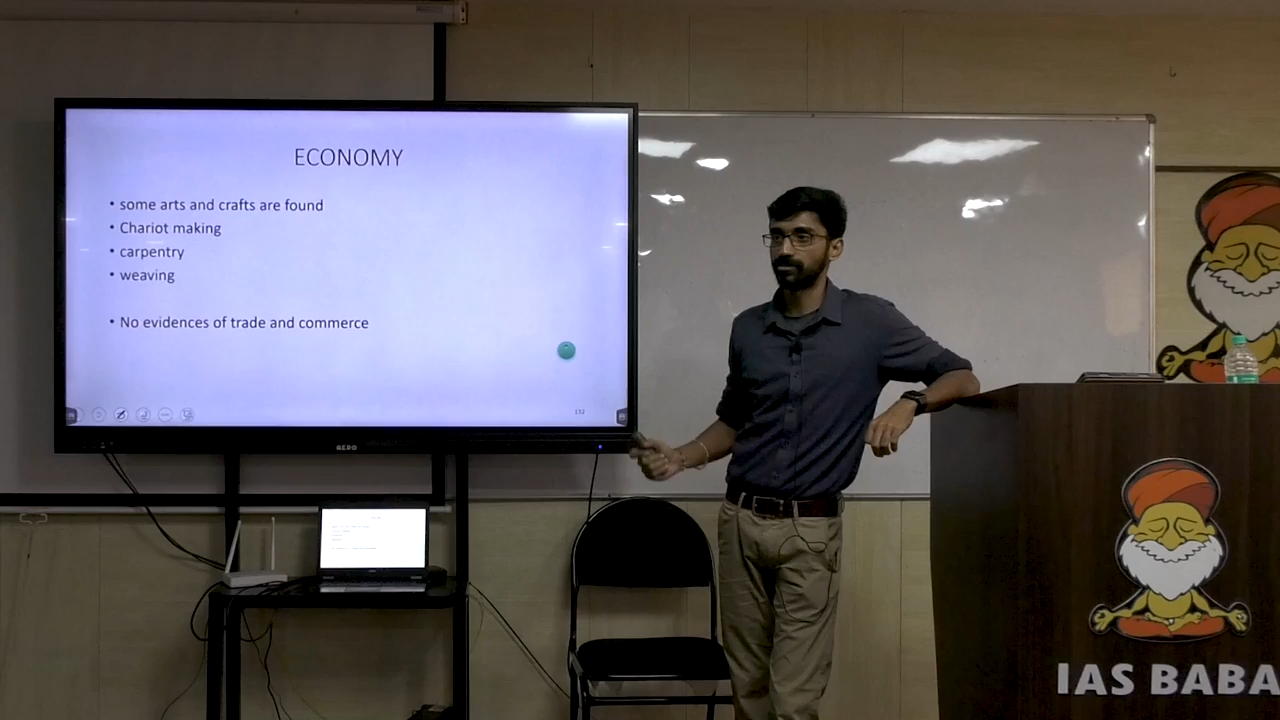 ECONOMY
• some arts and crafts are found
• Chariot making
• carpentry
• weaving
• No evidences of trade and commerce
132
IAS BABA